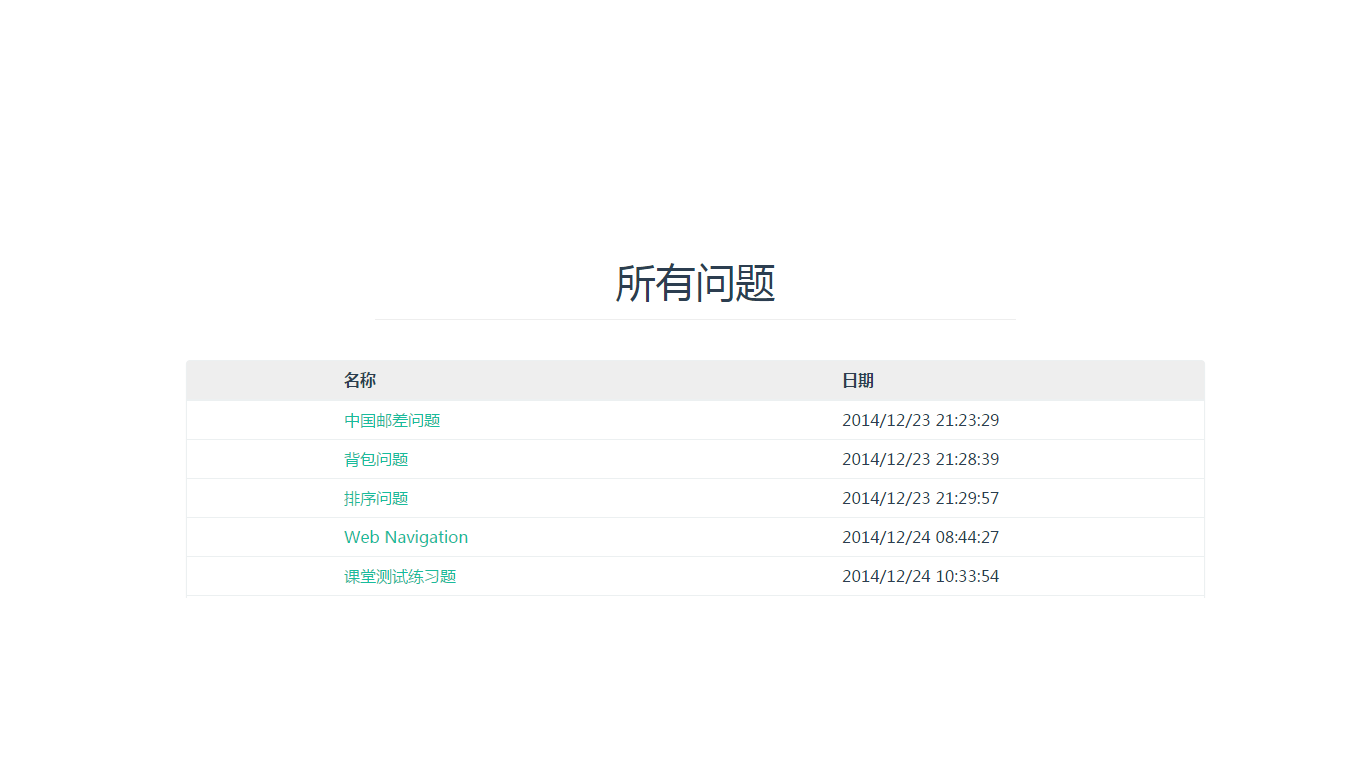 所有问题
名称 日期
中国邮差问题 2014/12/23 21:23:29
背包问题 2014/12/23 21:28:39
排序问题 2014/12/23 21:29:57
Web Navigation 2014/12/24 08:44:27
课堂测试练习题 2014/12/24 10:33:54